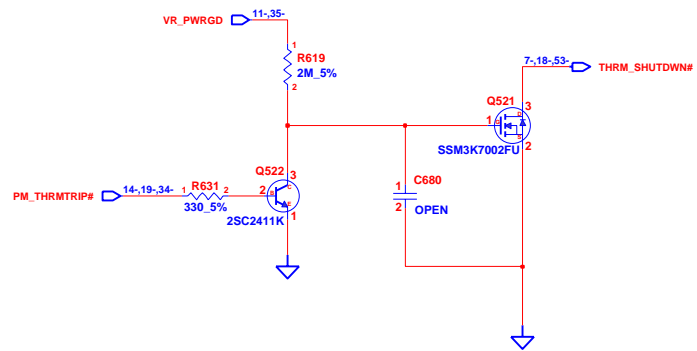 VR_PWRGD 11-,35-
1
R619
2M_5%
2
7-,18-,53-
THRM_SHUTDWN#
Q521
3
D
1 G
S
2
SSM3K7002FU
Q522
3
C
PM_THRMTRIP# 14-,19-,34- 1 R631 2
330_5%
2 B
E
1
2SC2411K
C680
1
2
OPEN